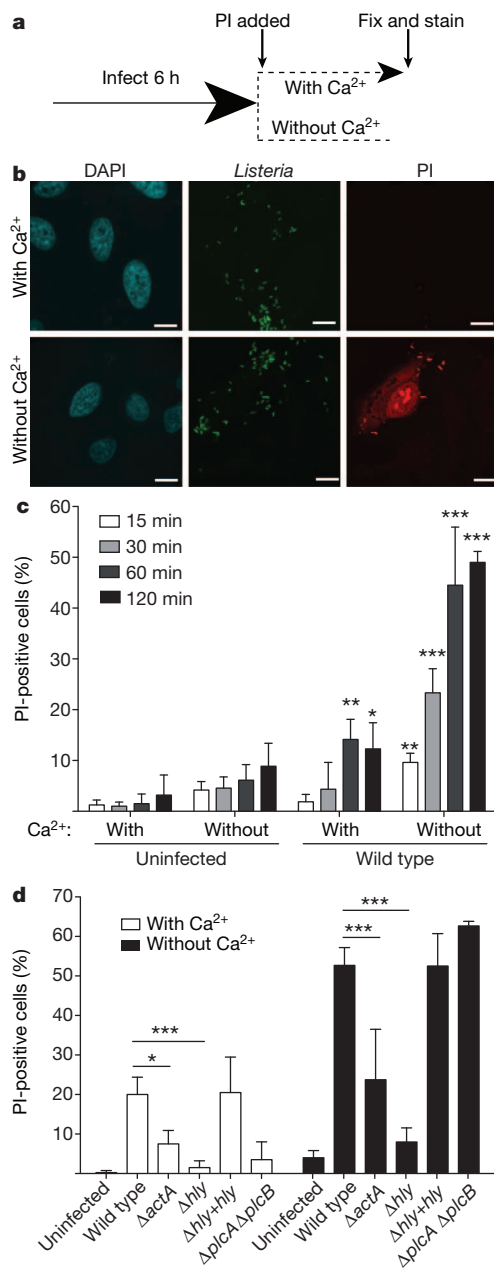 a
PI added
Fix and stain
Infect 6 h
With Ca²⁺
Without Ca²⁺
b
DAPI
Listeria
PI
With Ca²⁺
Without Ca²⁺
c
60
50
40
30
20
10
PI-positive cells (%)
15 min
30 min
60 min
120 min
**
*
**
***
***
***
Ca²⁺:
With
Without
With
Without
Uninfected
Wild type
d
70
60
50
40
30
20
10
PI-positive cells (%)
With Ca²⁺
Without Ca²⁺
***
*
***
***
Uninfected
Wild type
ΔactA
Δhly
Δhly+hly
ΔplcA ΔplcB
Uninfected
Wild type
ΔactA
Δhly
Δhly+hly
ΔplcA ΔplcB